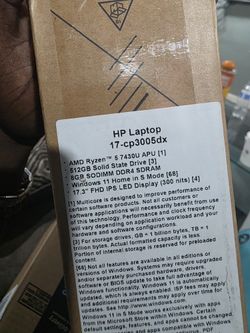 HP Laptop
17-cp3005dx
• AMD Ryzen™ 5 7430U APU [1]
• 512GB Solid State Drive [3]
• 8GB SODIMM DDR4 SDRAM
• Windows 11 Home in S Mode [68]
• 17.3" FHD IPS LED Display (300 nits) [4]
[1] Multicore is designed to improve performance of
certain software products. Not all customers or
software applications will necessarily benefit from
use of this technology. Performance and clock frequency
will vary depending on application workload and your
hardware and software configurations.
[3] For storage drives, GB = 1 billion bytes, TB = 1
trillion bytes. Actual formatted capacity is less.
Portion of internal storage is reserved for preloaded
content.
[68] Not all features are available in all editions or
versions of Windows. Systems may require upgraded
and/or separately purchased hardware, drivers,
software or BIOS update to take full advantage of
Windows functionality. Windows 11 is automatically
updated, which is always enabled. ISP fees may apply
and additional requirements may apply over time for
updates. See http://www.windows.com.
Windows 11 in S Mode works exclusively with apps
from the Microsoft Store within Windows. Certain
default settings, features, and apps cannot be changed.